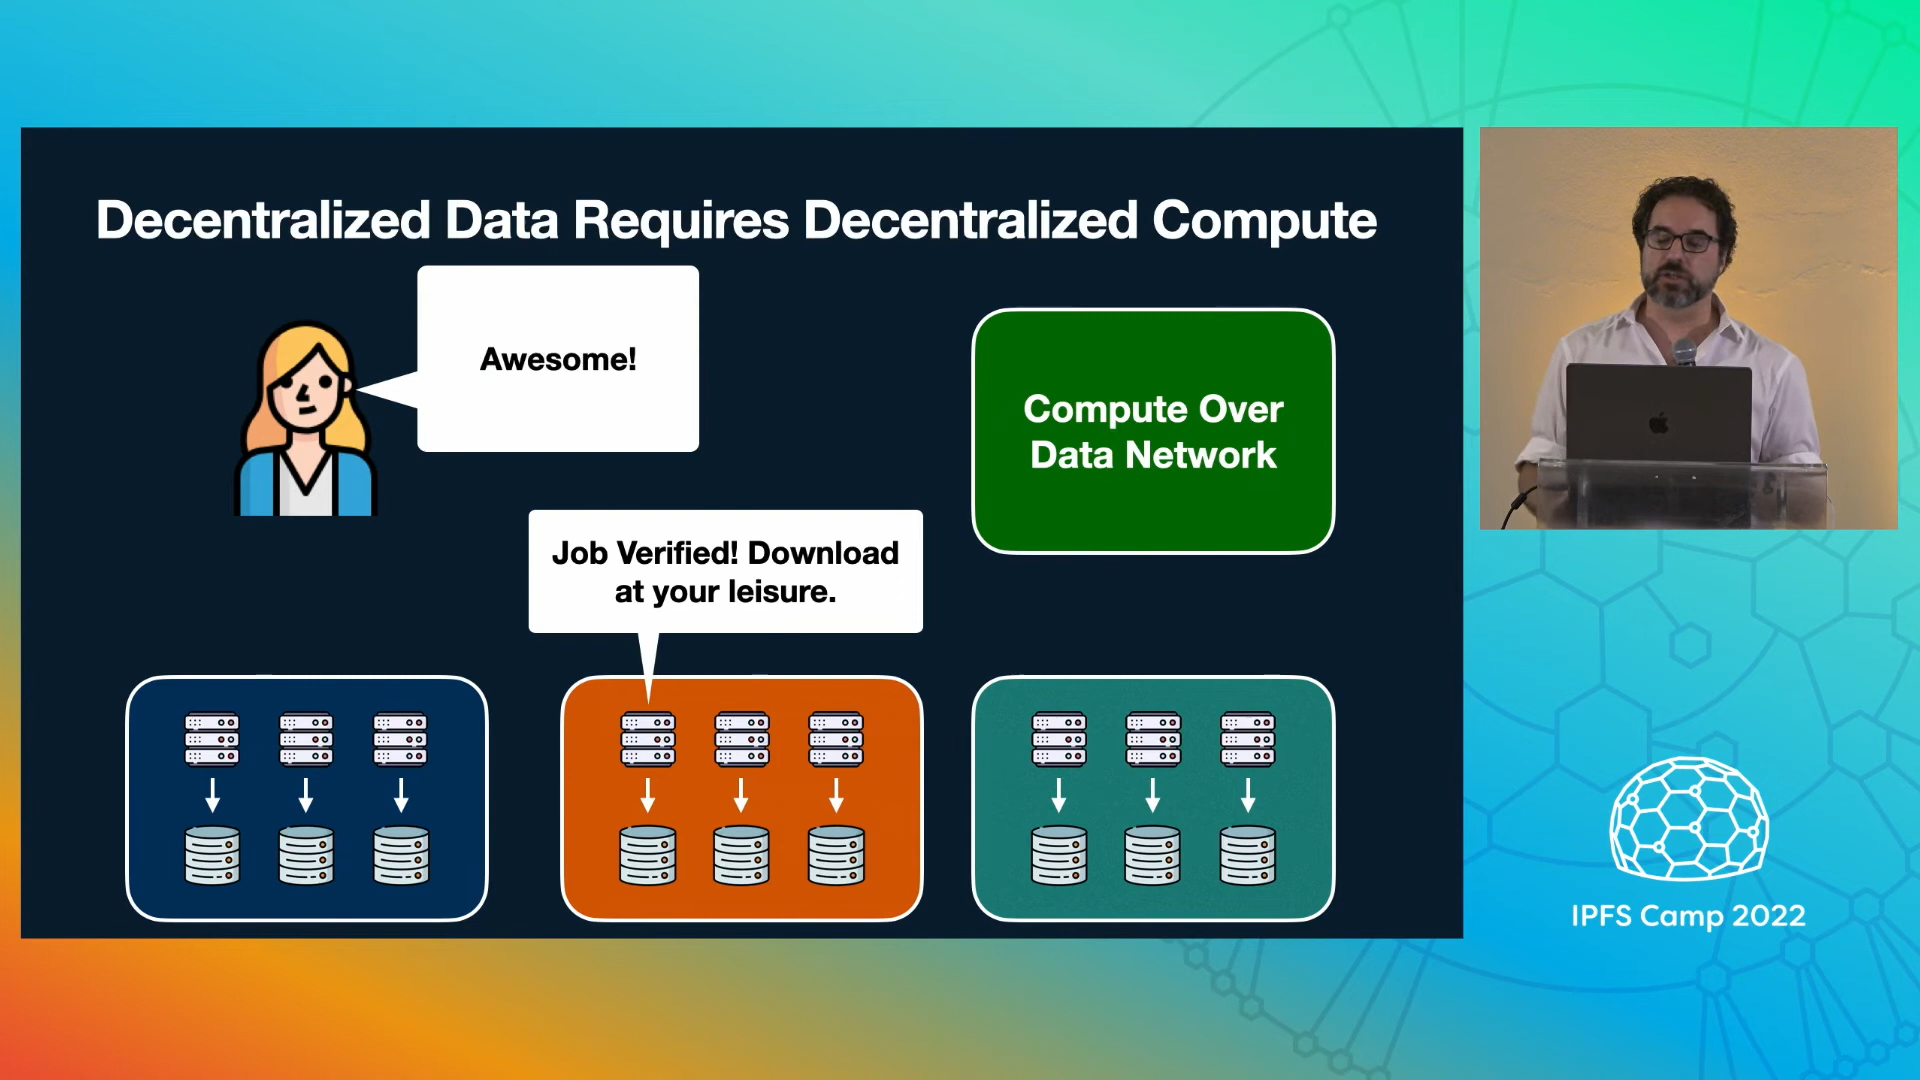 Decentralized Data Requires Decentralized Compute
Awesome!
Compute Over
Data Network
Job Verified! Download
at your leisure.
IPFS Camp 2022